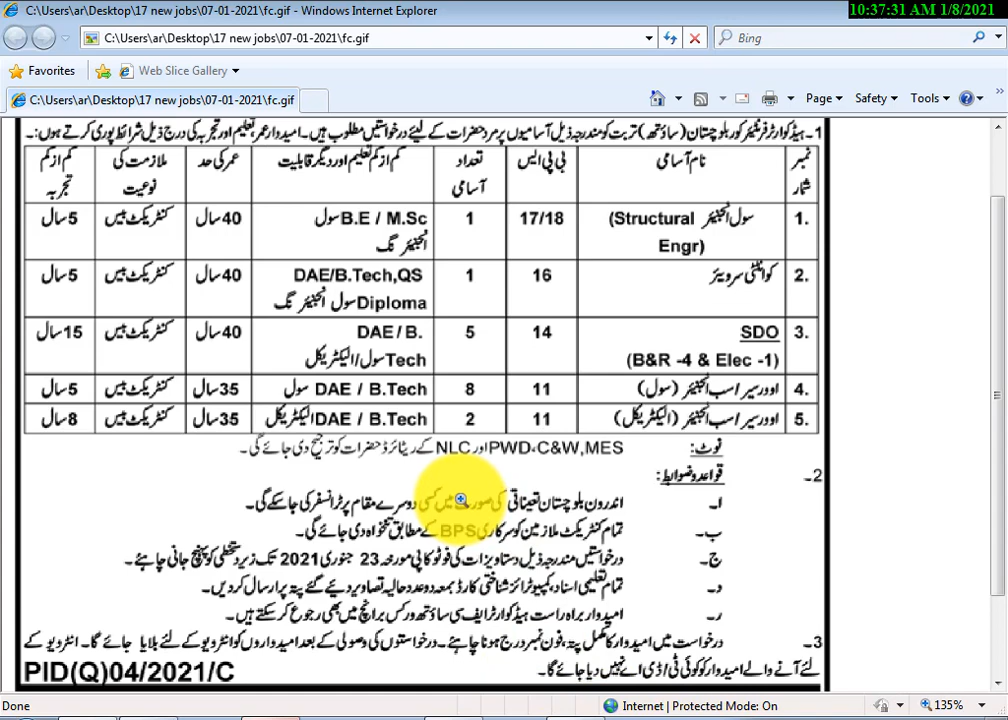 C:\Users\ar\Desktop\17 new jobs\07-01-2021\fc.gif - Windows Internet Explorer
10:37:31 AM 1/8/2021
C:\Users\ar\Desktop\17 new jobs\07-01-2021\fc.gif
Bing
Favorites
Web Slice Gallery
C:\Users\ar\Desktop\17 new jobs\07-01-2021\fc.gif
Page
Safety
Tools
1۔ ہیڈکوارٹر فرنٹیئر کور بلوچستان (ساؤتھ) تربت کو مندرجہ ذیل آسامیوں پر مرد حضرات کے لیئے درخواستیں مطلوب ہیں۔ امیدوار عمر، تعلیم اور تجربہ کی درج ذیل شرائط پوری کرتے ہوں:۔
نمبر شمار نام آسامی بی پی ایس تعداد آسامی کم از کم تعلیم اور دیگر قابلیت عمر کی حد ملازمت کی نوعیت کم از کم تجربہ
1. سول انجینئر (Structural Engr) 17/18 1 B.E / M.Sc سول انجینئرنگ 40 سال کنٹریکٹ بیس 5 سال
2. کوانٹٹی سرویئر 16 1 DAE/B.Tech,QS Diploma سول انجینئرنگ 40 سال کنٹریکٹ بیس 5 سال
3. SDO (B&R -4 & Elec -1) 14 5 DAE / B. Tech سول/الیکٹریکل 40 سال کنٹریکٹ بیس 15 سال
4. اوورسیر / سب انجینئر (سول) 11 8 DAE / B.Tech سول 35 سال کنٹریکٹ بیس 5 سال
5. اوورسیر / سب انجینئر (الیکٹریکل) 11 2 DAE / B.Tech الیکٹریکل 35 سال کنٹریکٹ بیس 8 سال
نوٹ: PWD،C&W,MES اور NLC کے ریٹائرڈ حضرات کو ترجیح دی جائے گی۔
2۔ قواعد و ضوابط:
ا۔ اندرون بلوچستان تعیناتی کی صورت میں کسی دوسرے مقام پر ٹرانسفر کی جا سکے گی۔
ب۔ تمام کنٹریکٹ ملازمین کو سرکاری BPS کے مطابق تنخواہ دی جائے گی۔
ج۔ درخواستیں مندرجہ ذیل دستاویزات کی فوٹو کاپی مورخہ 23 جنوری 2021 تک زیر دستخطی کو پہنچ جانی چاہئے۔
د۔ تمام تعلیمی اسناد، کمپیوٹرائز شناختی کارڈ بمعہ دو عدد حالیہ تصاویر دیئے گئے پتہ پر ارسال کر دیں۔
ر۔ امیدوار براہ راست ہیڈکوارٹر ایف سی ساؤتھ ورکس برانچ میں بھی رجوع کر سکتے ہیں۔
3۔ درخواست میں امیدوار کا مکمل پتہ، فون نمبر درج ہونا چاہئے۔ درخواستوں کی وصولی کے بعد امیدواروں کو انٹرویو کے لئے بلایا جائے گا۔ انٹرویو کے
لئے آنے والے امیدوار کو کوئی ٹی / ڈی اے نہیں دیا جائے گا۔
PID(Q)04/2021/C
Done
Internet | Protected Mode: On
135%